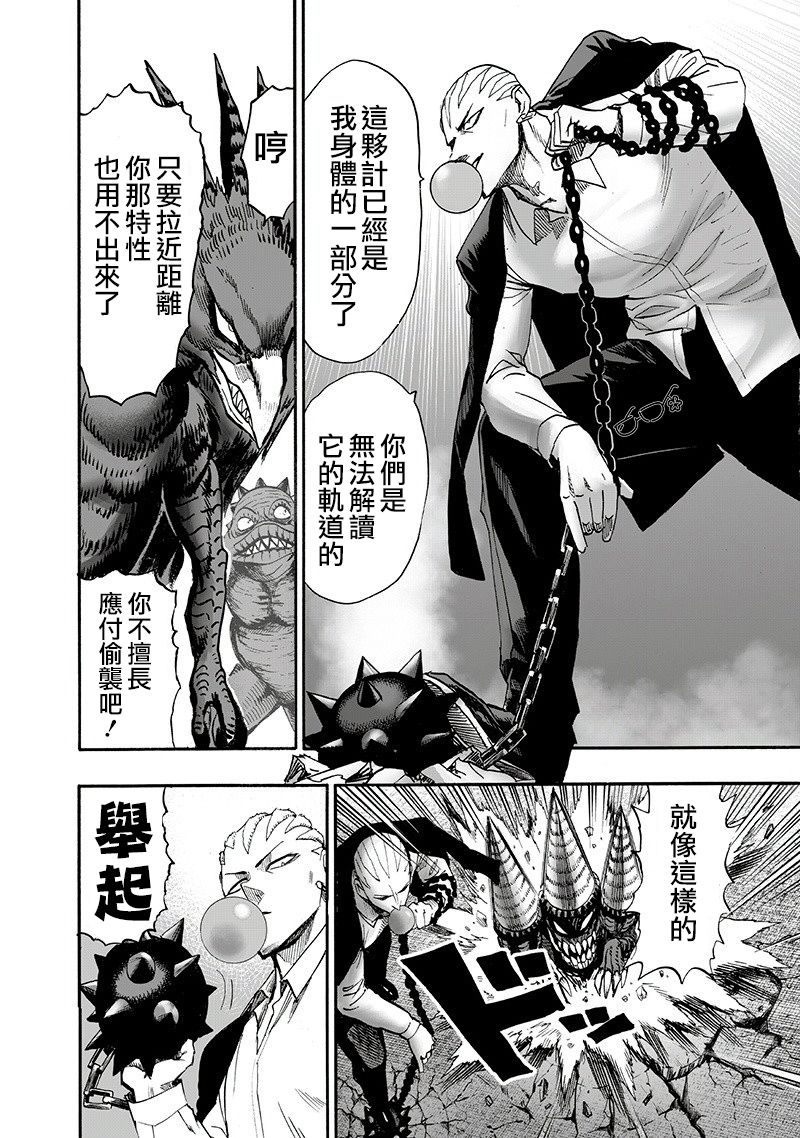 這夥計已經是
我身體的一部分了
你們是
無法解讀
它的軌道的
哼
只要拉近距離
你那特性
也用不出來了
你不擅長
應付偷襲吧！
就像這樣的
ドドッ
舉起